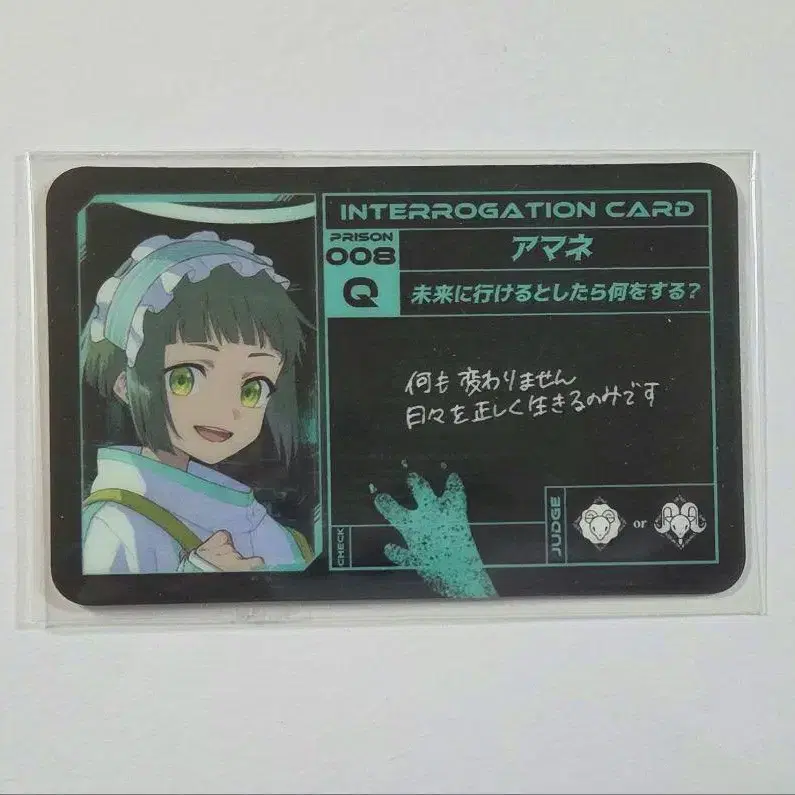 INTERROGATION CARD
PRISON
008
アマネ
Q
未来に行けるとしたら何をする?
何も変わりません
日々を正しく生きるのみです
CHECK
JUDGE
or